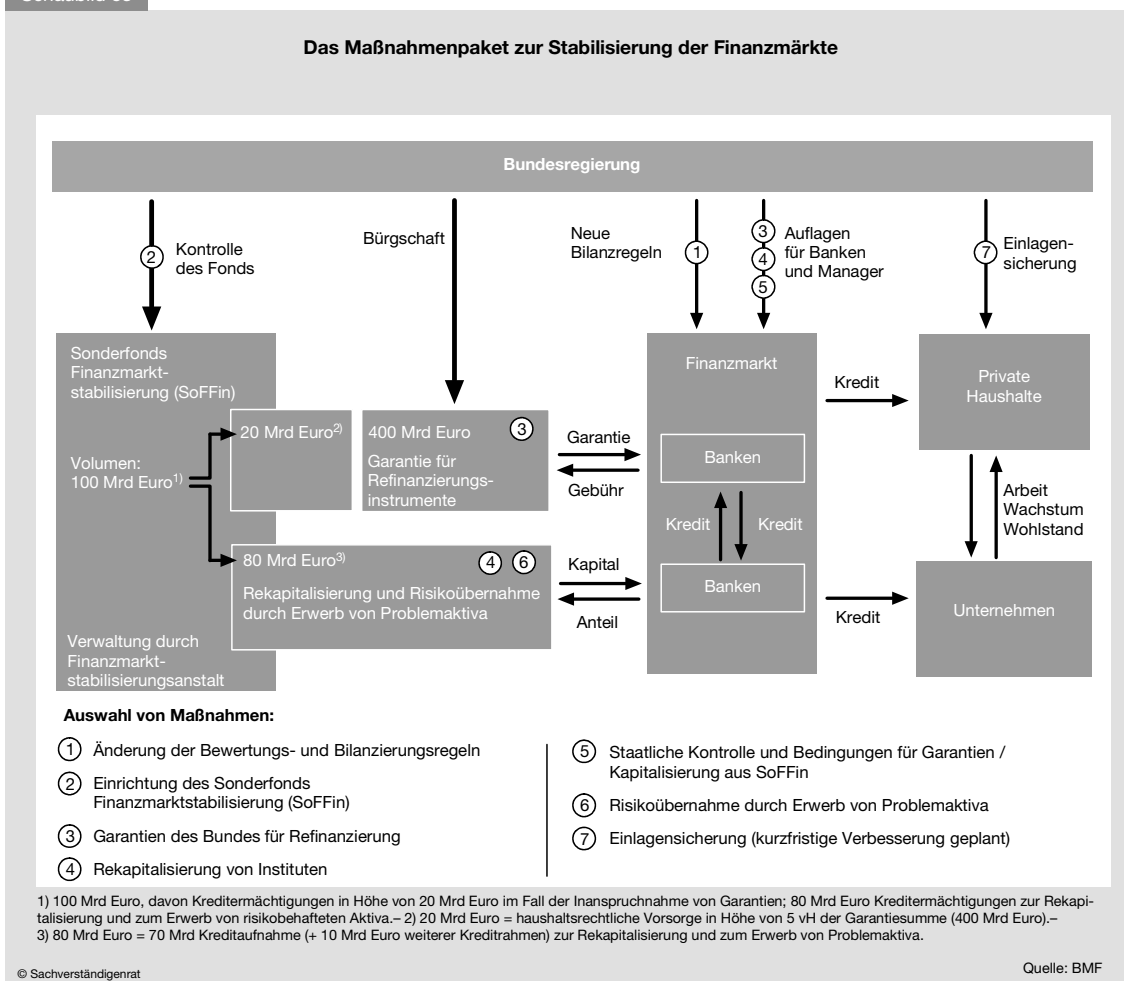 Das Maßnahmenpaket zur Stabilisierung der Finanzmärkte
Bundesregierung
2
Kontrolle
des Fonds
Bürgschaft
Neue
Bilanzregeln
1
3
4
5
Auflagen
für Banken
und Manager
7
Einlagen-
sicherung
Sonderfonds
Finanzmarkt-
stabilisierung (SoFFin)
Volumen:
100 Mrd Euro1)
Verwaltung durch
Finanzmarkt-
stabilisierungsanstalt
20 Mrd Euro2)
400 Mrd Euro
3
Garantie für
Refinanzierungs-
instrumente
80 Mrd Euro3)
4 6
Rekapitalisierung und Risikoübernahme
durch Erwerb von Problemaktiva
Garantie
Gebühr
Kapital
Anteil
Finanzmarkt
Banken
Kredit
Kredit
Banken
Kredit
Kredit
Private
Haushalte
Arbeit
Wachstum
Wohlstand
Unternehmen
Auswahl von Maßnahmen:
1 Änderung der Bewertungs- und Bilanzierungsregeln
2 Einrichtung des Sonderfonds
Finanzmarktstabilisierung (SoFFin)
3 Garantien des Bundes für Refinanzierung
4 Rekapitalisierung von Instituten
5 Staatliche Kontrolle und Bedingungen für Garantien /
Kapitalisierung aus SoFFin
6 Risikoübernahme durch Erwerb von Problemaktiva
7 Einlagensicherung (kurzfristige Verbesserung geplant)
1) 100 Mrd Euro, davon Kreditermächtigungen in Höhe von 20 Mrd Euro im Fall der Inanspruchnahme von Garantien; 80 Mrd Euro Kreditermächtigungen zur Rekapi-
talisierung und zum Erwerb von risikobehafteten Aktiva.– 2) 20 Mrd Euro = haushaltsrechtliche Vorsorge in Höhe von 5 vH der Garantiesumme (400 Mrd Euro).–
3) 80 Mrd Euro = 70 Mrd Kreditaufnahme (+ 10 Mrd Euro weiterer Kreditrahmen) zur Rekapitalisierung und zum Erwerb von Problemaktiva.
© Sachverständigenrat
Quelle: BMF